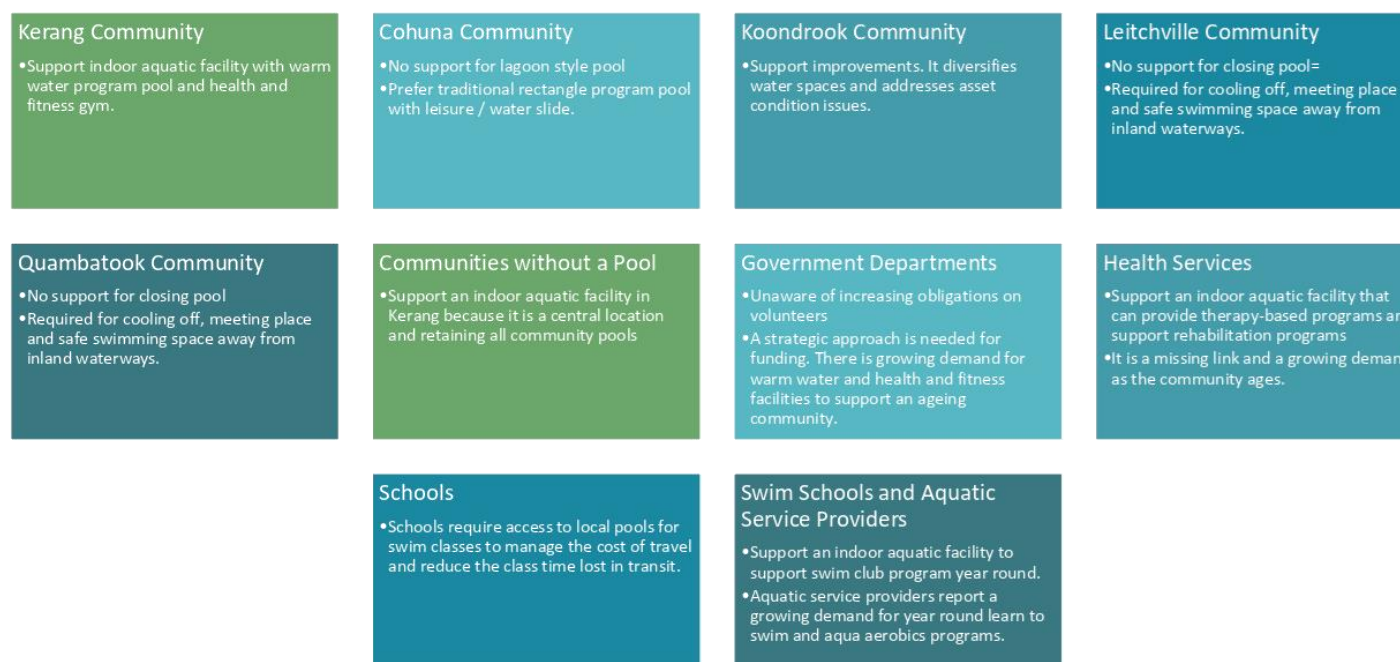 Kerang Community
•Support indoor aquatic facility with warm
water program pool and health and
fitness gym.
Cohuna Community
•No support for lagoon style pool
•Prefer traditional rectangle program pool
with leisure / water slide.
Koondrook Community
•Support improvements. It diversifies
water spaces and addresses asset
condition issues.
Leitchville Community
•No support for closing pool=
•Required for cooling off, meeting place
and safe swimming space away from
inland waterways.
Quambatook Community
•No support for closing pool
•Required for cooling off, meeting place
and safe swimming space away from
inland waterways.
Communities without a Pool
•Support an indoor aquatic facility in
Kerang because it is a central location
and retaining all community pools
Government Departments
•Unaware of increasing obligations on
volunteers
•A strategic approach is needed for
funding. There is growing demand for
warm water and health and fitness
facilities to support an ageing
community.
Health Services
•Support an indoor aquatic facility that
can provide therapy-based programs
support rehabilitation programs
•It is a missing link and a growing
as the community ages.
Schools
•Schools require access to local pools for
swim classes to manage the cost of travel
and reduce the class time lost in transit.
Swim Schools and Aquatic
Service Providers
•Support an indoor aquatic facility to
support swim club program year round.
•Aquatic service providers report a
growing demand for year round learn to
swim and aqua aerobics programs.